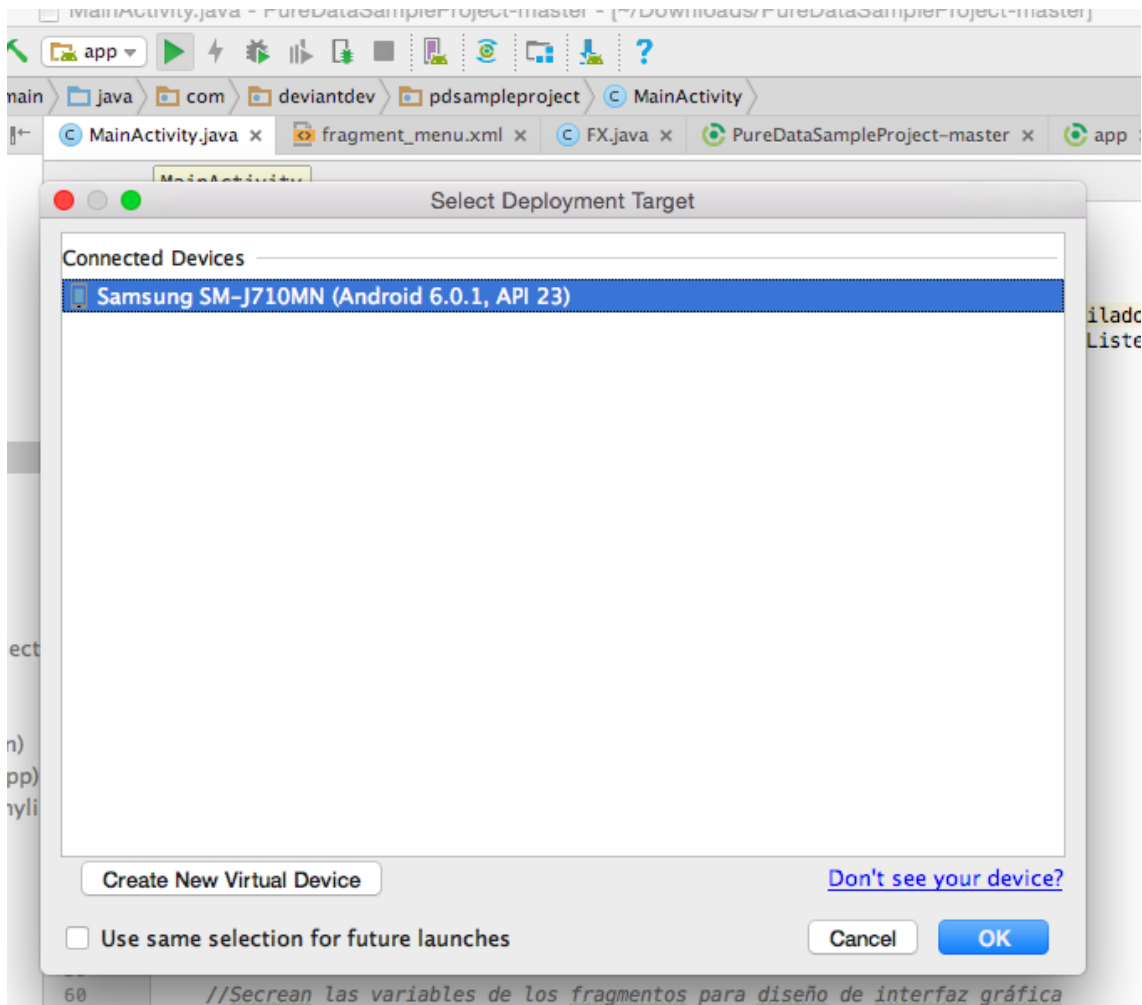 MainActivity.java - PureDataSampleProject-master - [~/Downloads/PureDataSampleProject-master]
app
main java com deviantdev pdsampleproject MainActivity
MainActivity.java fragment_menu.xml FX.java PureDataSampleProject-master app
MainActivity
Select Deployment Target
Connected Devices
Samsung SM-J710MN (Android 6.0.1, API 23)
ilado
Liste
ect
n)
pp)
nyli
Create New Virtual Device Don't see your device?
Use same selection for future launches Cancel OK
60 //Secrean las variables de los fragmentos para diseño de interfaz gráfica